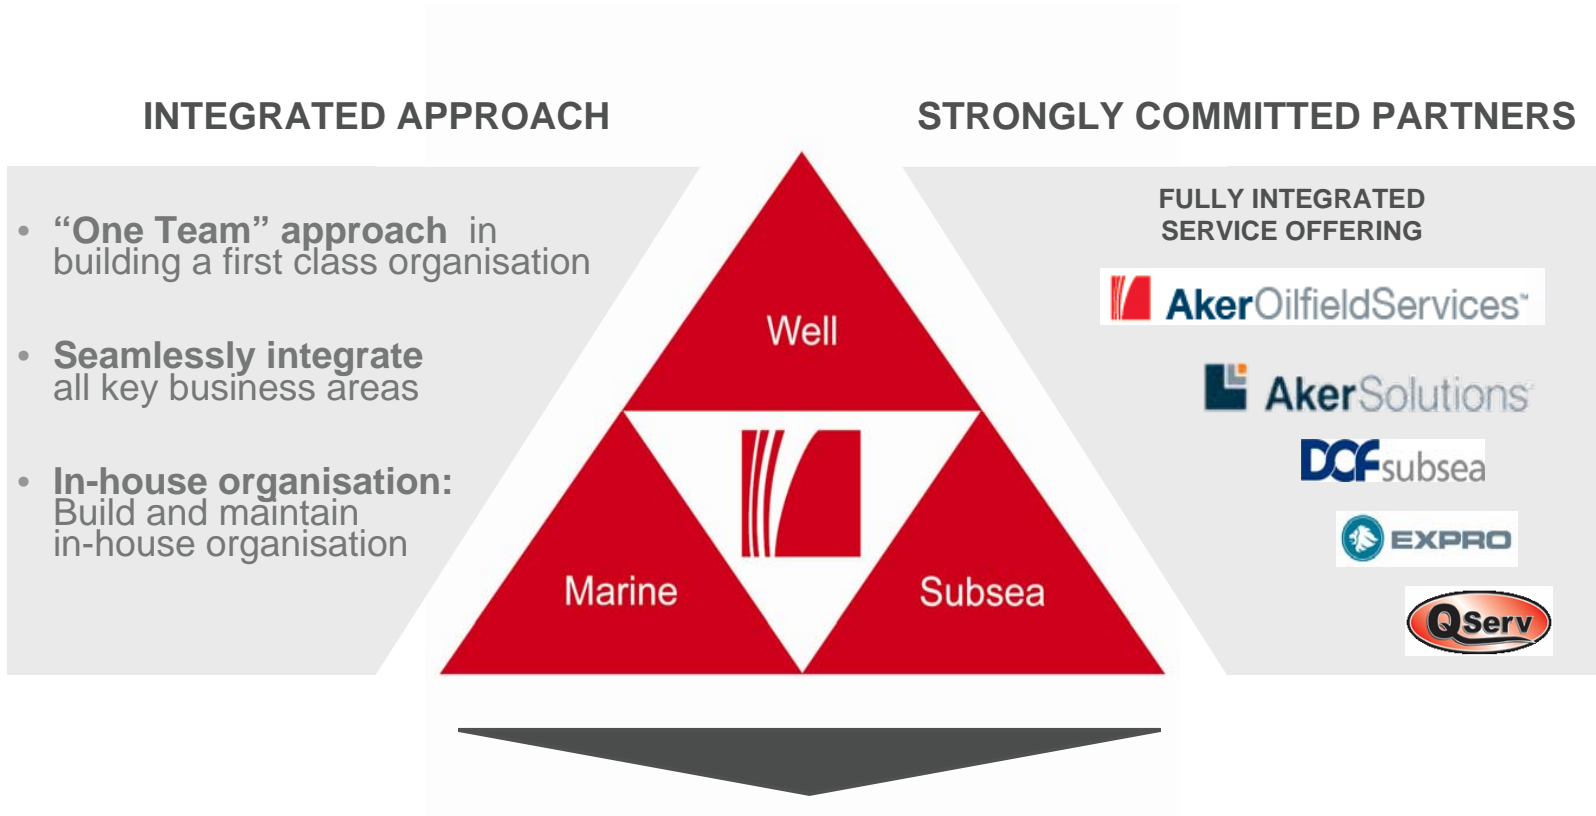 INTEGRATED APPROACH
• “One Team” approach in
building a first class organisation
• Seamlessly integrate
all key business areas
• In-house organisation:
Build and maintain
in-house organisation
Well
Marine
Subsea
STRONGLY COMMITTED PARTNERS
FULLY INTEGRATED
SERVICE OFFERING
AkerOilfieldServices™
AkerSolutions
DOFsubsea
EXPRO
QServ